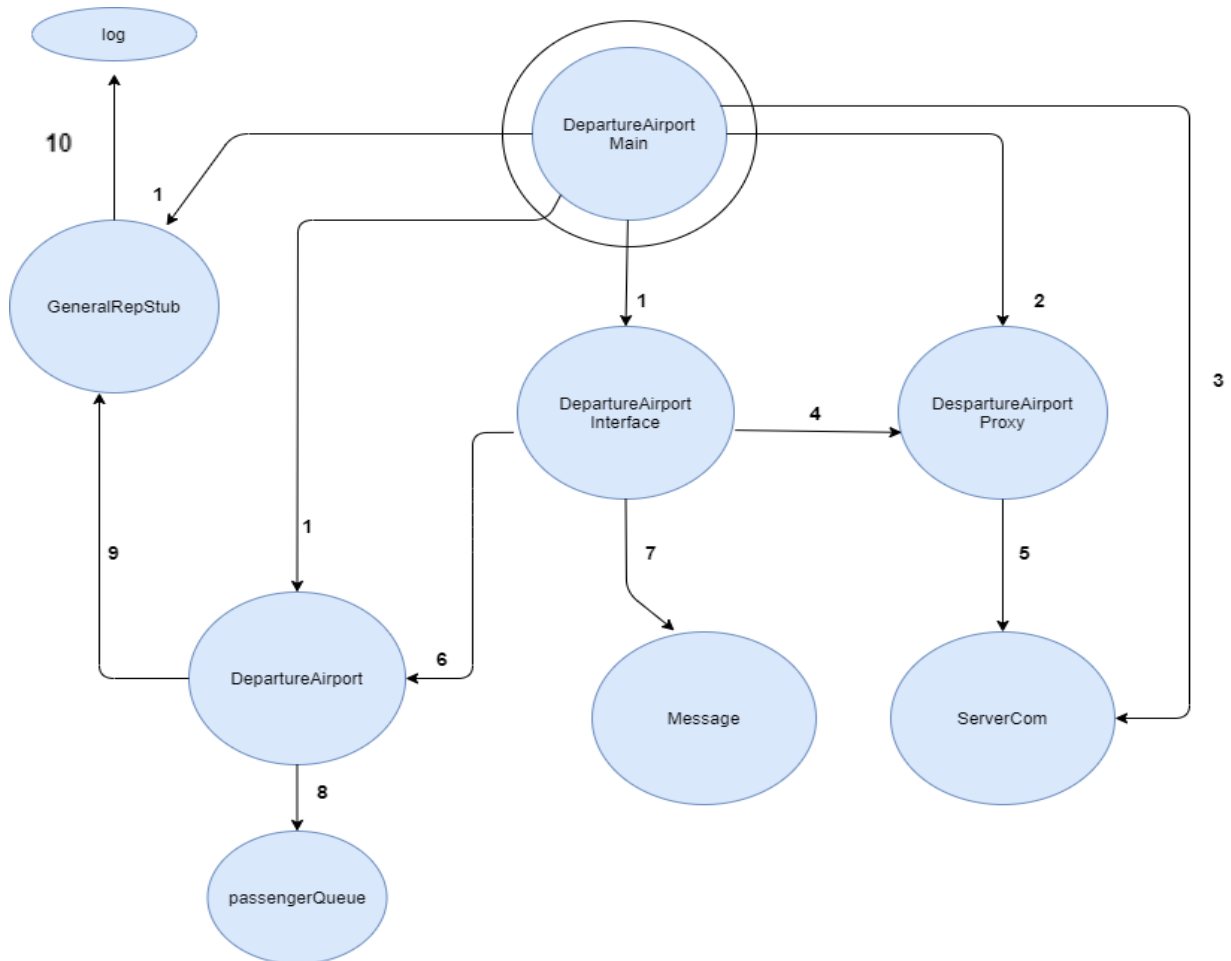 log
DepartureAirport
Main
10
1
GeneralRepStub
1
2
3
DepartureAirport
Interface
4
DespartureAirport
Proxy
1
9
7
5
6
DepartureAirport
Message
ServerCom
8
passengerQueue